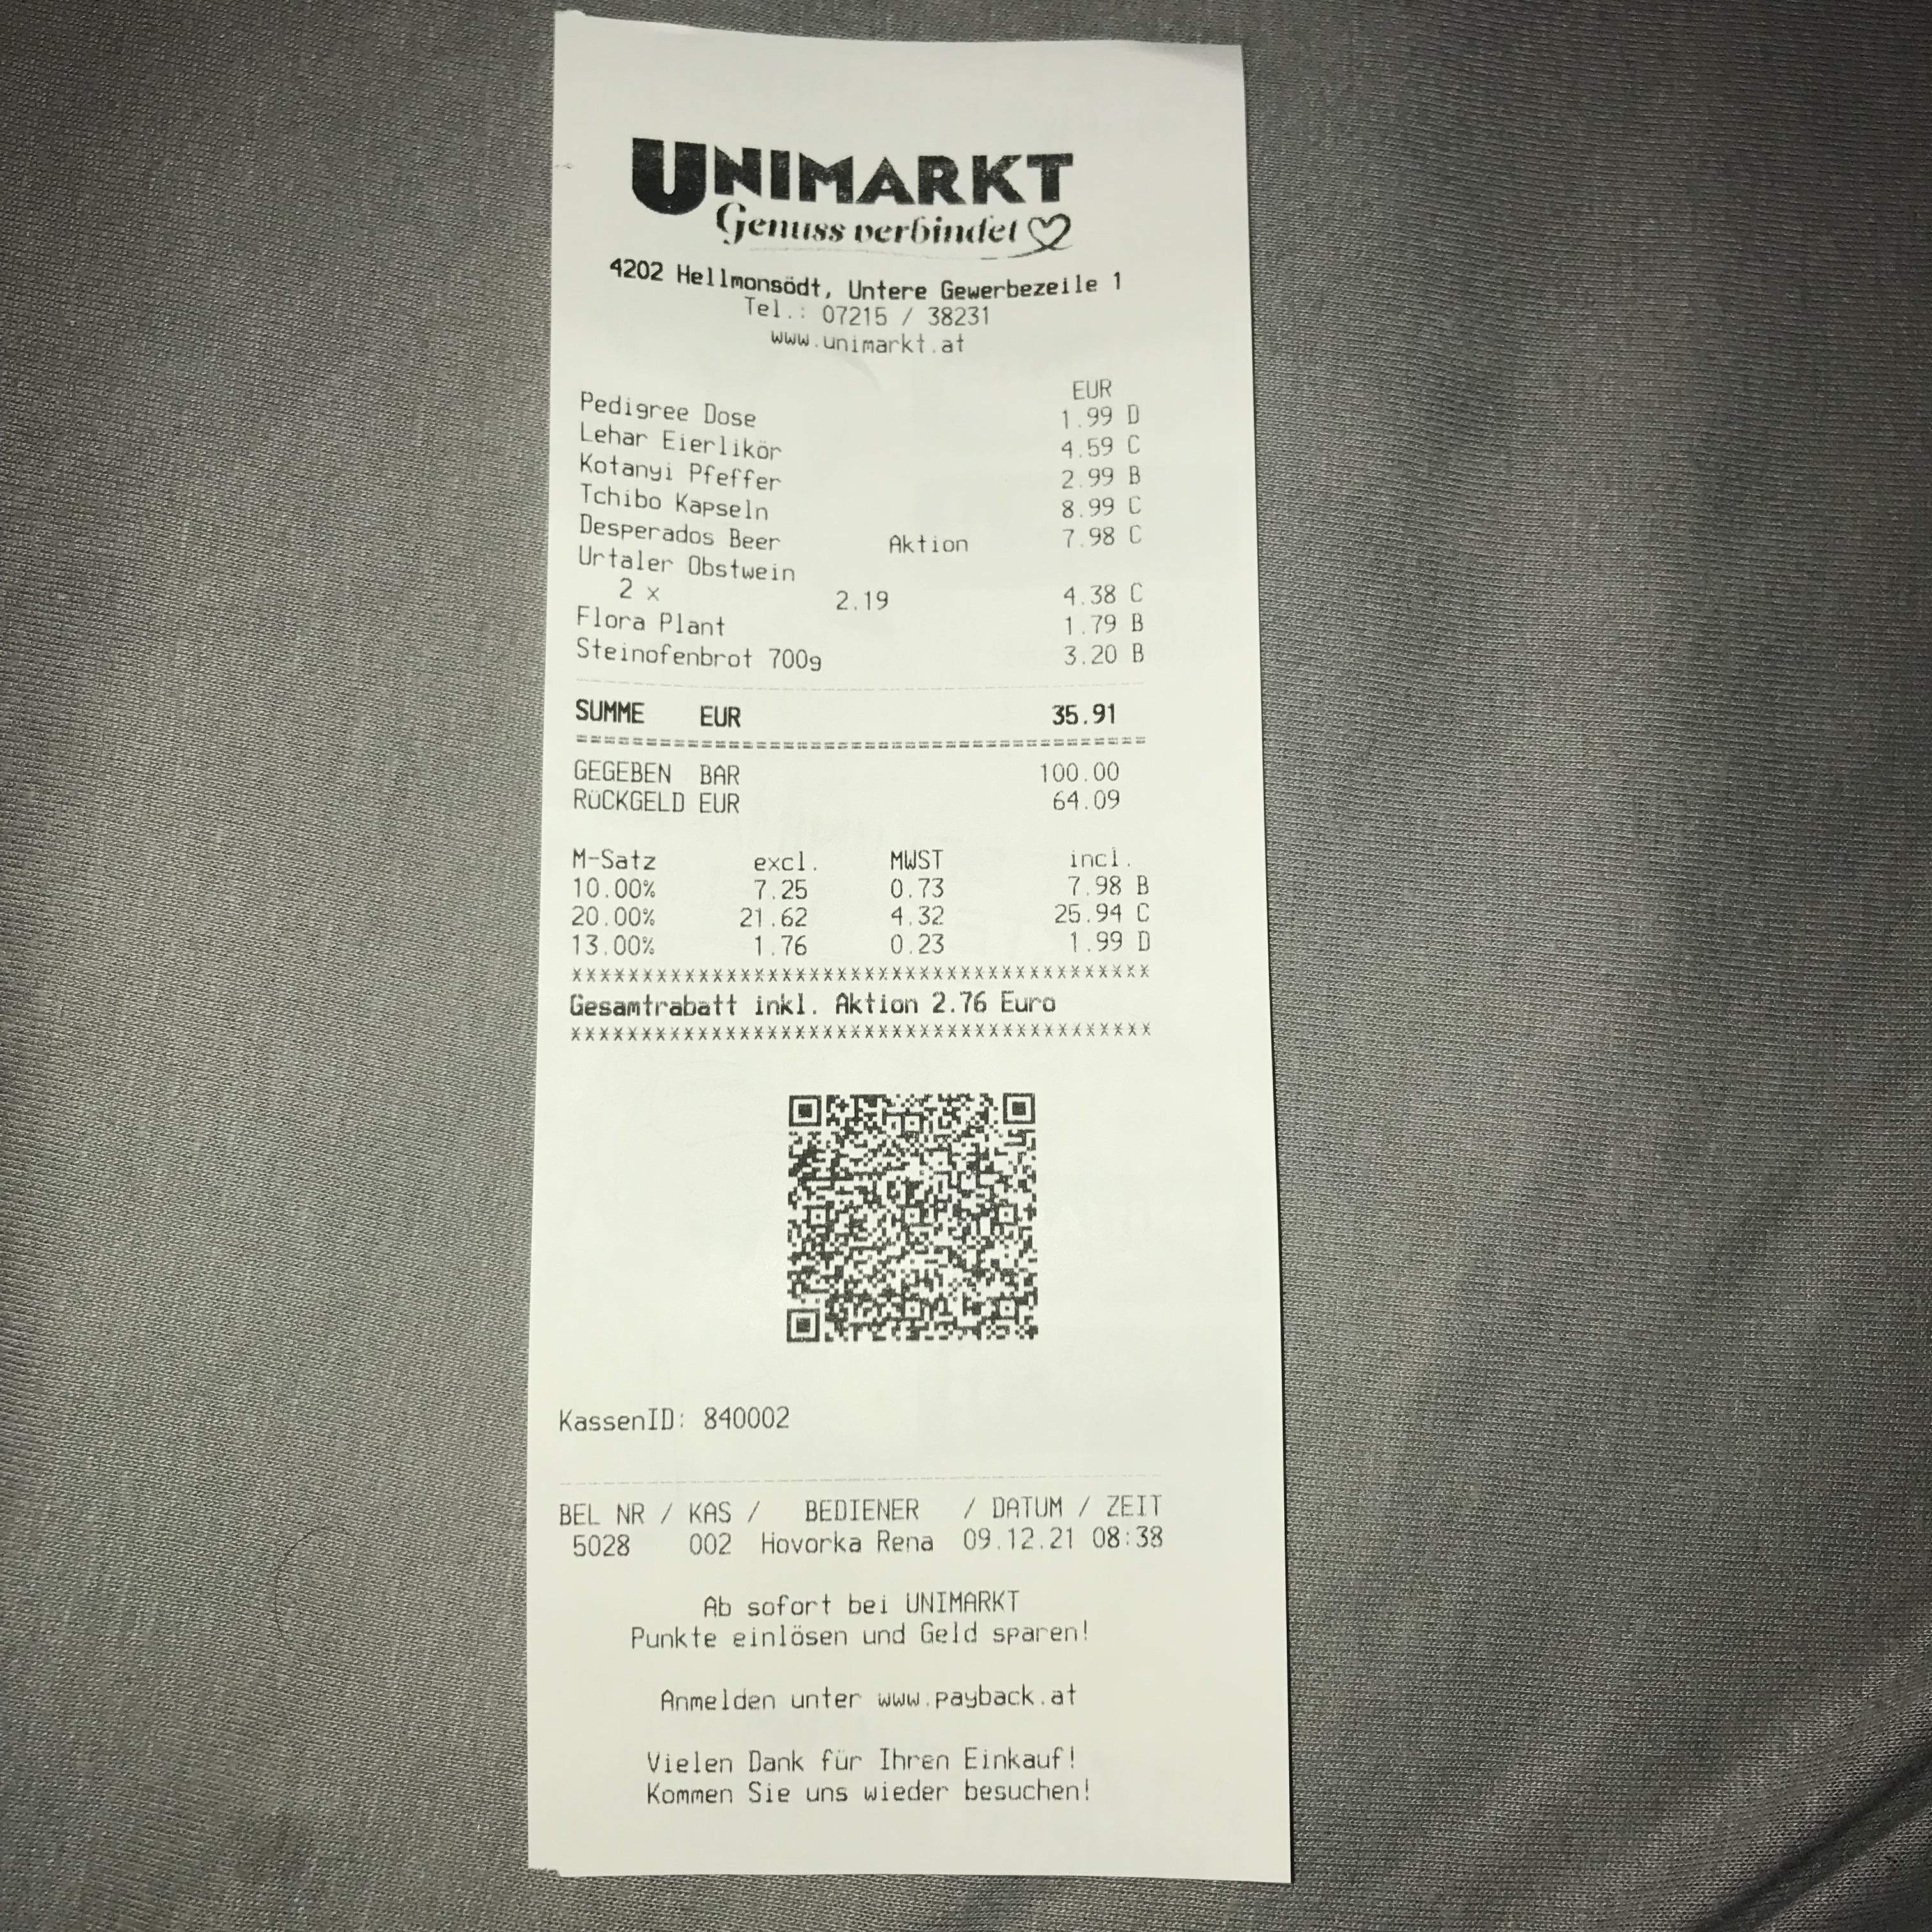 UNIMARKT
Genuss verbindet
4202 Hellmonsödt, Untere Gewerbezeile 1
Tel.: 07215 / 38231
www.unimarkt.at
EUR
Pedigree Dose 1.99 D
Lehar Eierlikör 4.59 C
Kotanyi Pfeffer 2.99 B
Tchibo Kapseln 8.99 C
Desperados Beer Aktion 7.98 C
Urtaler Obstwein
2 x 2.19 4.38 C
Flora Plant 1.79 B
Steinofenbrot 700g 3.20 B
SUMME EUR 35.91
=========================================
GEGEBEN BAR 100.00
RÜCKGELD EUR 64.09
M-Satz excl. MWST incl.
10.00% 7.25 0.73 7.98 B
20.00% 21.62 4.32 25.94 C
13.00% 1.76 0.23 1.99 D
*****************************************
Gesamtrabatt inkl. Aktion 2.76 Euro
*****************************************
KassenID: 840002
BEL NR / KAS / BEDIENER / DATUM / ZEIT
5028 002 Hovorka Rena 09.12.21 08:38
Ab sofort bei UNIMARKT
Punkte einlösen und Geld sparen!
Anmelden unter www.payback.at
Vielen Dank für Ihren Einkauf!
Kommen Sie uns wieder besuchen!